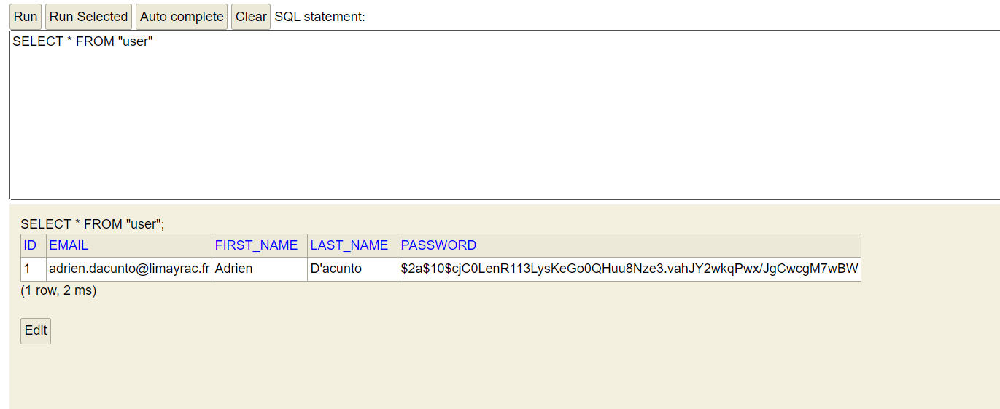 Run Run Selected Auto complete Clear SQL statement:
SELECT * FROM "user"
SELECT * FROM "user";
ID EMAIL FIRST_NAME LAST_NAME PASSWORD
1 adrien.dacunto@limayrac.fr Adrien D'acunto $2a$10$cjC0LenR113LysKeGo0QHuu8Nze3.vahJY2wkqPwx/JgCwcgM7wBW
(1 row, 2 ms)
Edit